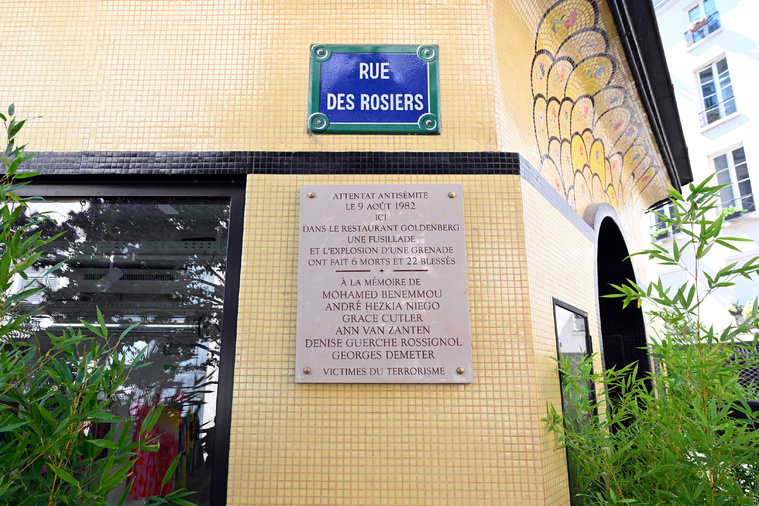 RUE
DES ROSIERS
ATTENTAT ANTISÉMITE
LE 9 AOÛT 1982
ICI
DANS LE RESTAURANT GOLDENBERG
UNE FUSILLADE
ET L'EXPLOSION D'UNE GRENADE
ONT FAIT 6 MORTS ET 22 BLESSÉS
À LA MÉMOIRE DE
MOHAMED BENEMMOU
ANDRÉ HEZKIA NIEGO
GRACE CUTLER
ANN VAN ZANTEN
DENISE GUERCHE ROSSIGNOL
GEORGES DEMETER
VICTIMES DU TERRORISME